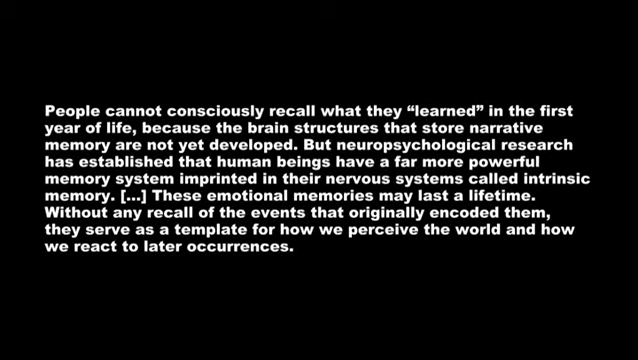 People cannot consciously recall what they “learned” in the first
year of life, because the brain structures that store narrative
memory are not yet developed. But neuropsychological research
has established that human beings have a far more powerful
memory system imprinted in their nervous systems called intrinsic
memory. [...] These emotional memories may last a lifetime.
Without any recall of the events that originally encoded them,
they serve as a template for how we perceive the world and how
we react to later occurrences.